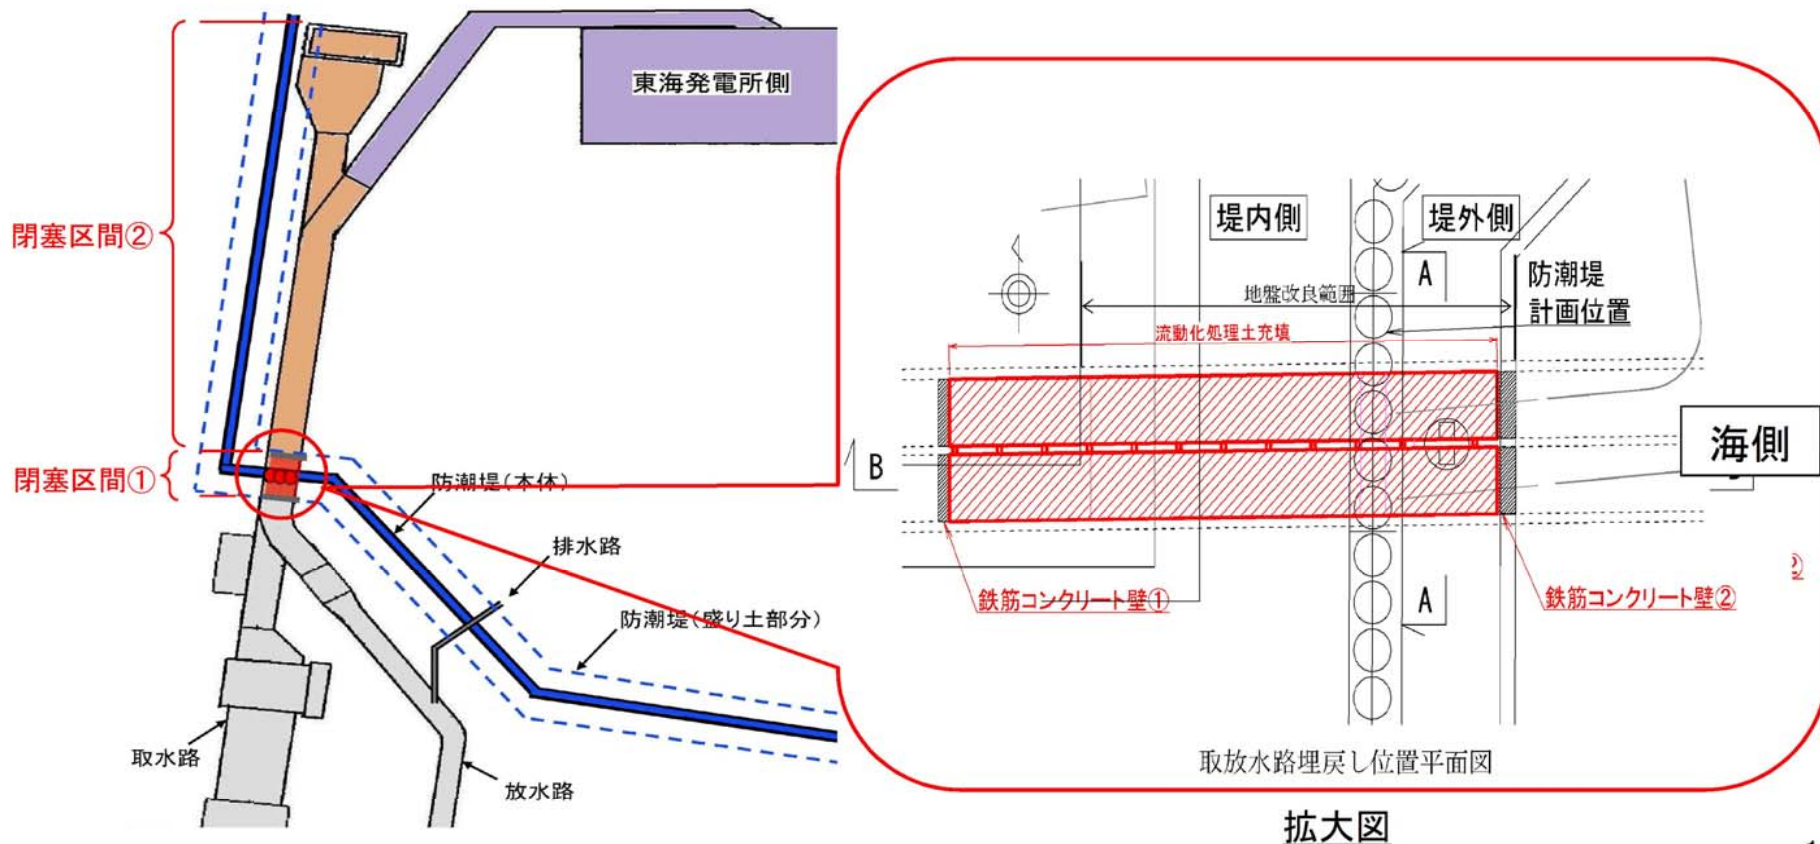 東海発電所側
閉塞区間②
閉塞区間①
防潮堤(本体)
排水路
防潮堤(盛り土部分)
取水路
放水路
堤内側
堤外側
A
防潮堤
計画位置
地盤改良範囲
流動化処理土充填
B
海側
鉄筋コンクリート壁①
A
鉄筋コンクリート壁②
取放水路埋戻し位置平面図
拡大図